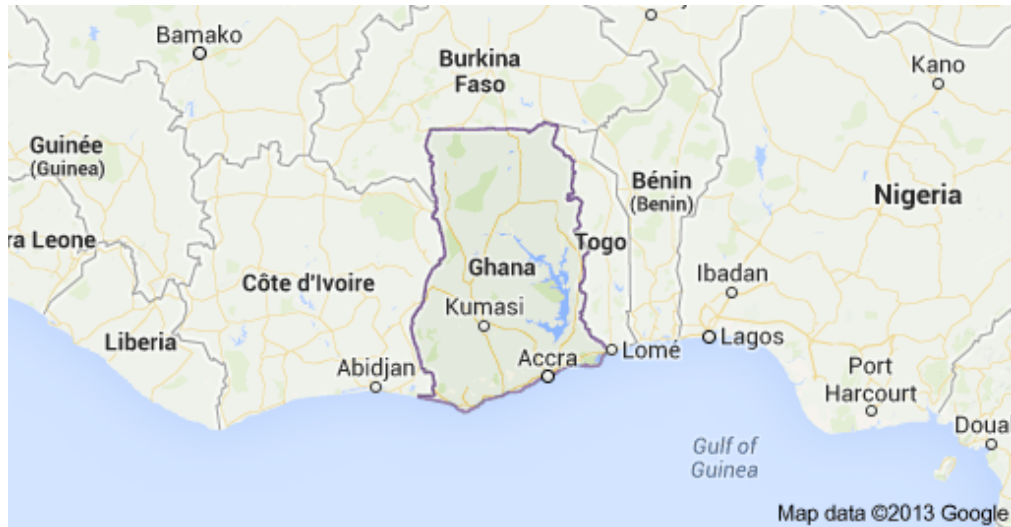 Bamako
Burkina
Faso
Kano
Guinée
(Guinea)
Bénin
(Benin)
Nigeria
ra Leone
Togo
Ghana
Côte d'Ivoire
Ibadan
Kumasi
Liberia
Lagos
Lomé
Accra
Abidjan
Port
Harcourt
Doual
Gulf of
Guinea
Map data ©2013 Google